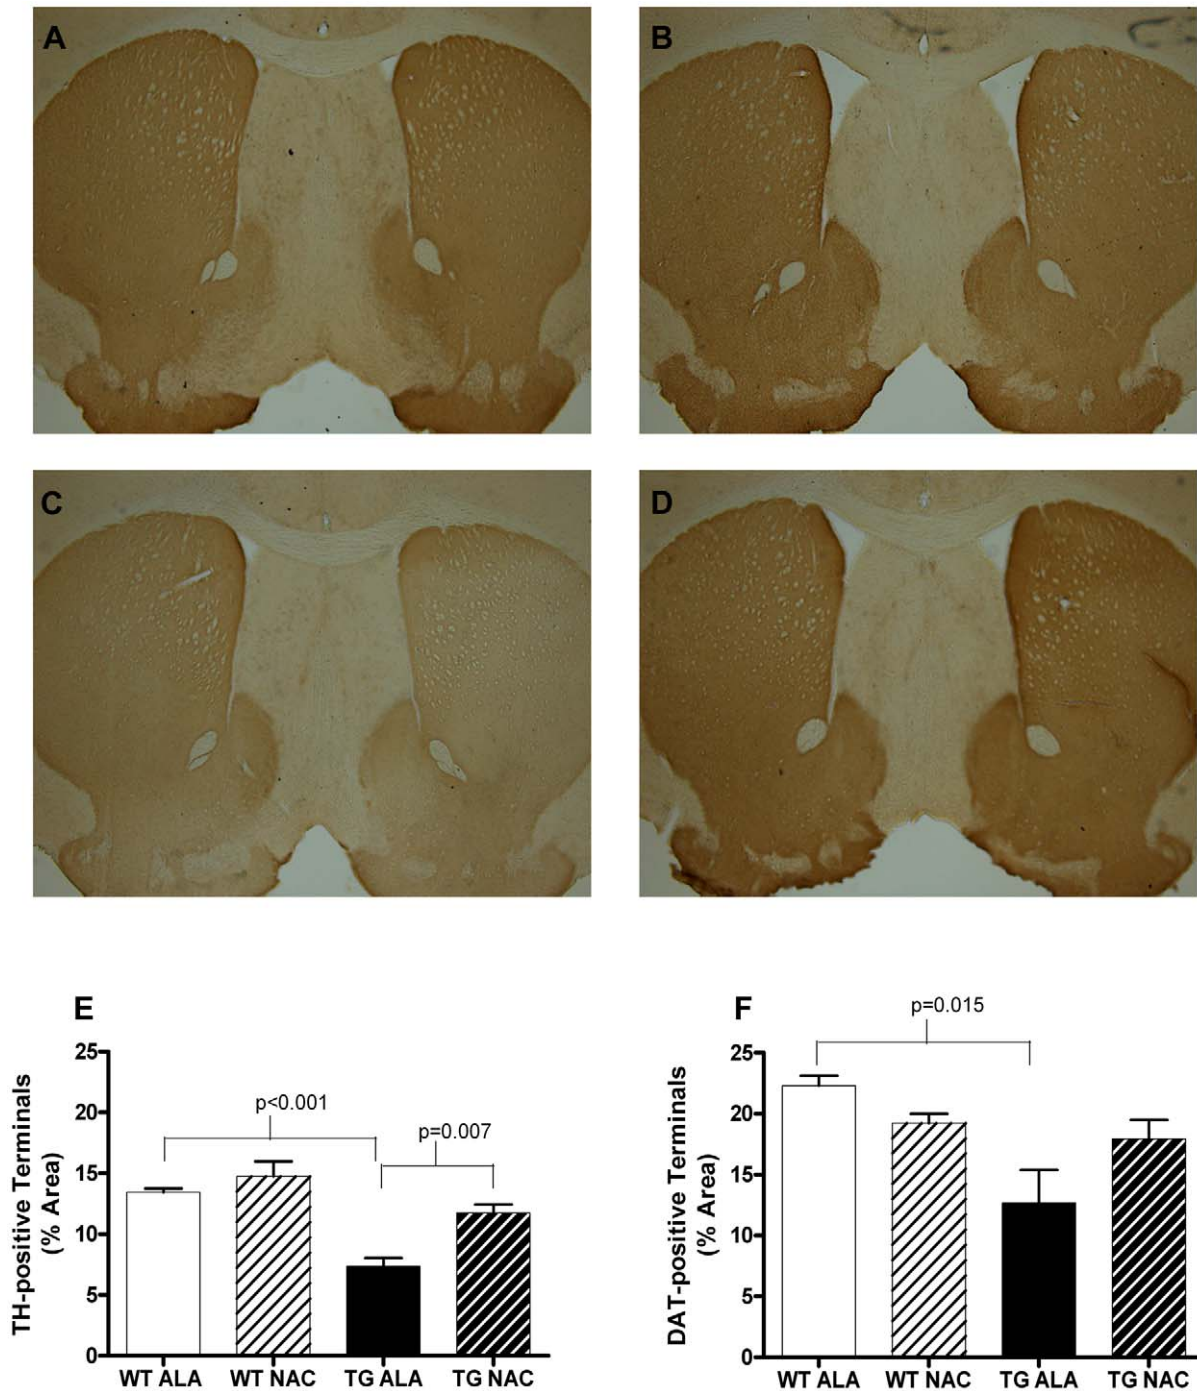 A
B
C
D
E
p<0.001
p=0.007
TH-positive Terminals
(% Area)
25
20
15
10
5
0
WT ALA WT NAC TG ALA TG NAC
F
p=0.015
DAT-positive Terminals
(% Area)
25
20
15
10
5
0
WT ALA WT NAC TG ALA TG NAC